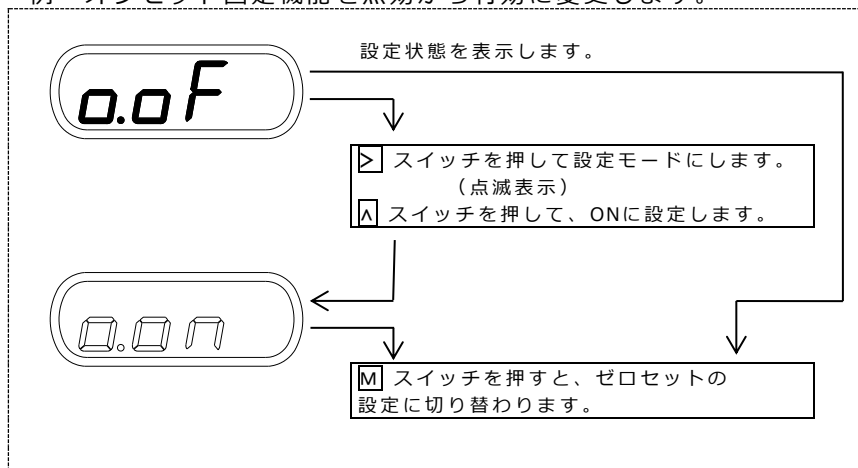 設定状態を表示します。
o.oF
> スイッチを押して設定モードにします。
（点滅表示）
∧ スイッチを押して、ONに設定します。
o.on
M スイッチを押すと、ゼロセットの
設定に切り替わります。